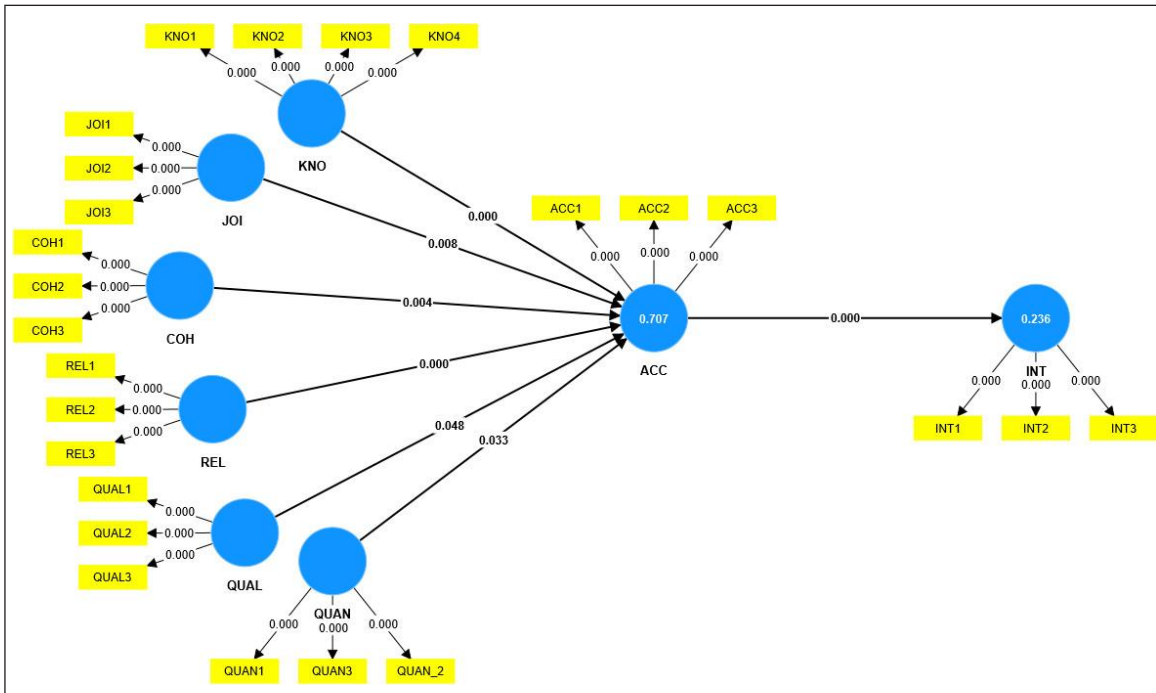 KNO1
KNO2
KNO3
KNO4
0.000
0.000
0.000
0.000
KNO
JOI1
JOI2
JOI3
0.000
0.000
0.000
JOI
COH1
COH2
COH3
0.000
0.000
0.000
COH
REL1
REL2
REL3
0.000
0.000
0.000
REL
QUAL1
QUAL2
QUAL3
0.000
0.000
0.000
QUAL
QUAN
0.000
0.000
0.000
QUAN1
QUAN3
QUAN_2
0.000
0.008
0.004
0.000
0.048
0.033
ACC1
ACC2
ACC3
0.000
0.000
0.000
0.707
ACC
0.000
0.236
INT
0.000
0.000
0.000
INT1
INT2
INT3